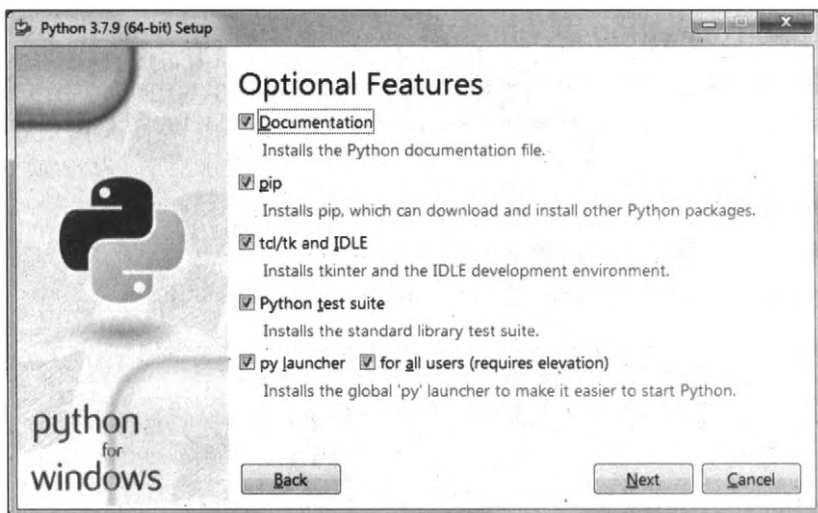 Python 3.7.9 (64-bit) Setup
Optional Features
Documentation
Installs the Python documentation file.
pip
Installs pip, which can download and install other Python packages.
tcl/tk and IDLE
Installs tkinter and the IDLE development environment.
Python test suite
Installs the standard library test suite.
py launcher for all users (requires elevation)
Installs the global 'py' launcher to make it easier to start Python.
python
for
windows
Back Next Cancel